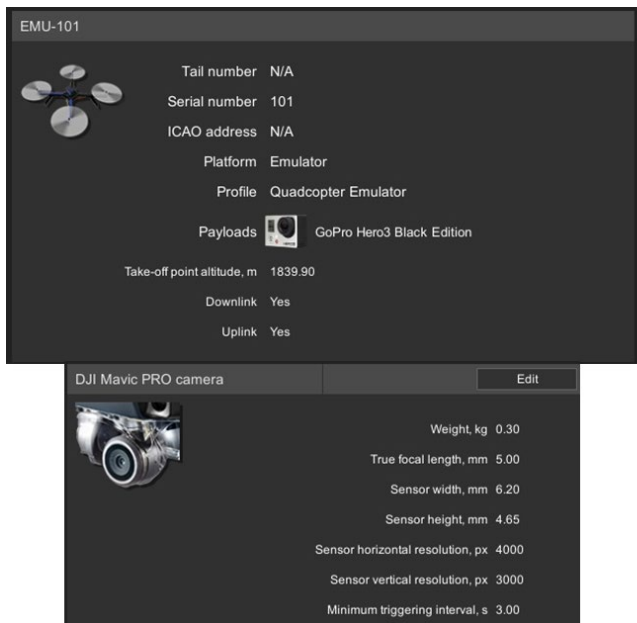 EMU-101
Tail number N/A
Serial number 101
ICAO address N/A
Platform Emulator
Profile Quadcopter Emulator
Payloads GoPro Hero3 Black Edition
Take-off point altitude, m 1839.90
Downlink Yes
Uplink Yes
DJI Mavic PRO camera Edit
Weight, kg 0.30
True focal length, mm 5.00
Sensor width, mm 6.20
Sensor height, mm 4.65
Sensor horizontal resolution, px 4000
Sensor vertical resolution, px 3000
Minimum triggering interval, s 3.00